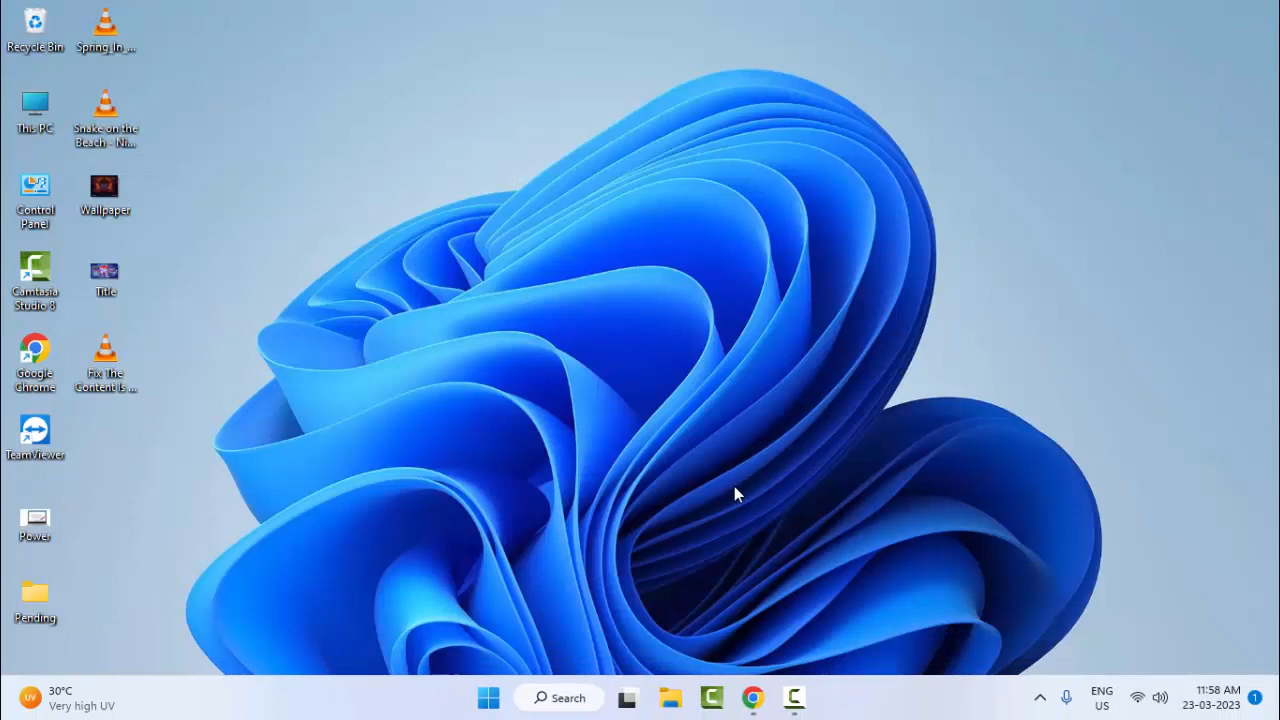 Recycle Bin
Spring_In_...
This PC
Snake on the
Beach - Ni...
Control
Panel
Wallpaper
Camtasia
Studio 8
Title
Google
Chrome
Fix The
Content Is ...
TeamViewer
Power
Pending
UV
30°C
Very high UV
Search
ENG
US
11:58 AM
23-03-2023
1